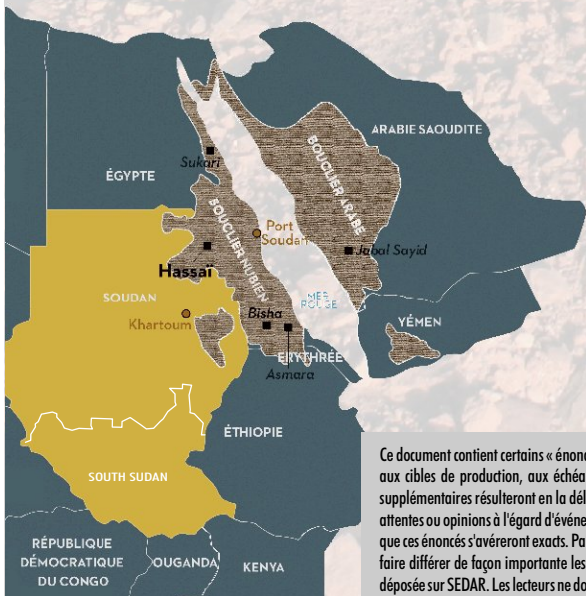 ARABIE SAOUDITE
ÉGYPTE
Sukari
BOUCLIER ARABE
BOUCLIER NUBIEN
Port
Soudan
Jabal Sayid
Hassaï
SOUDAN
MER
ROUGE
Khartoum
Bisha
YÉMEN
ERYTHRÉE
Asmara
ÉTHIOPIE
SOUTH SUDAN
RÉPUBLIQUE
DÉMOCRATIQUE
DU CONGO
OUGANDA
KENYA
Ce document contient certains « énonc
aux cibles de production, aux échéa
supplémentaires résulteront en la dél
attentes ou opinions à l'égard d'événe
que ces énoncés s'avéreront exacts. Pa
faire différer de façon importante les
déposée sur SEDAR. Les lecteurs ne do